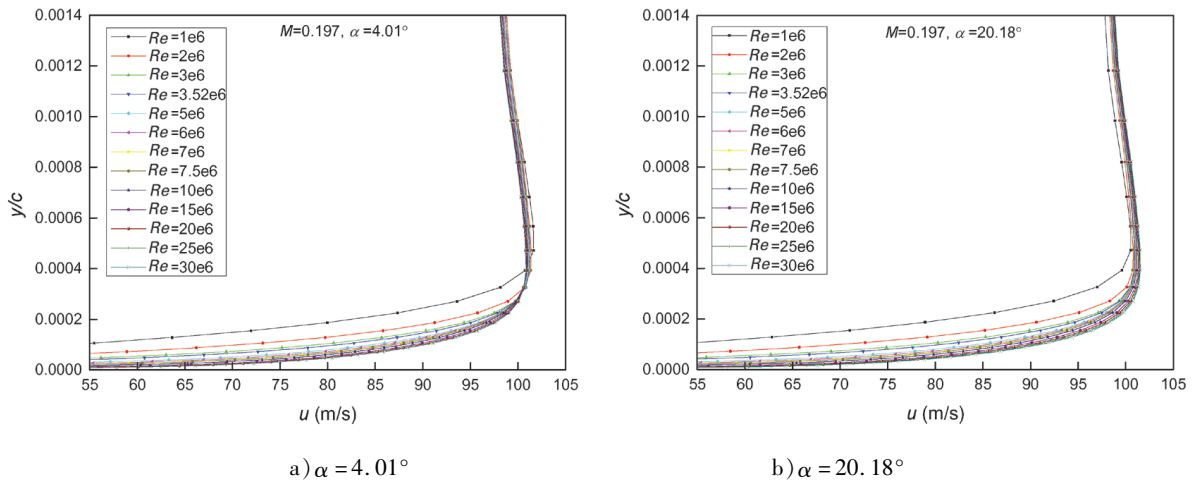 0.0014
0.0012
0.0010
0.0008
0.0006
0.0004
0.0002
0.0000
y/c
M=0.197, α=4.01°
Re=1e6
Re=2e6
Re=3e6
Re=3.52e6
Re=5e6
Re=6e6
Re=7e6
Re=7.5e6
Re=10e6
Re=15e6
Re=20e6
Re=25e6
Re=30e6
55 60 65 70 75 80 85 90 95 100 105
u (m/s)
a) α = 4.01°
0.0014
0.0012
0.0010
0.0008
0.0006
0.0004
0.0002
0.0000
y/c
M=0.197, α=20.18°
Re=1e6
Re=2e6
Re=3e6
Re=3.52e6
Re=5e6
Re=6e6
Re=7e6
Re=7.5e6
Re=10e6
Re=15e6
Re=20e6
Re=25e6
Re=30e6
55 60 65 70 75 80 85 90 95 100 105
u (m/s)
b) α = 20.18°